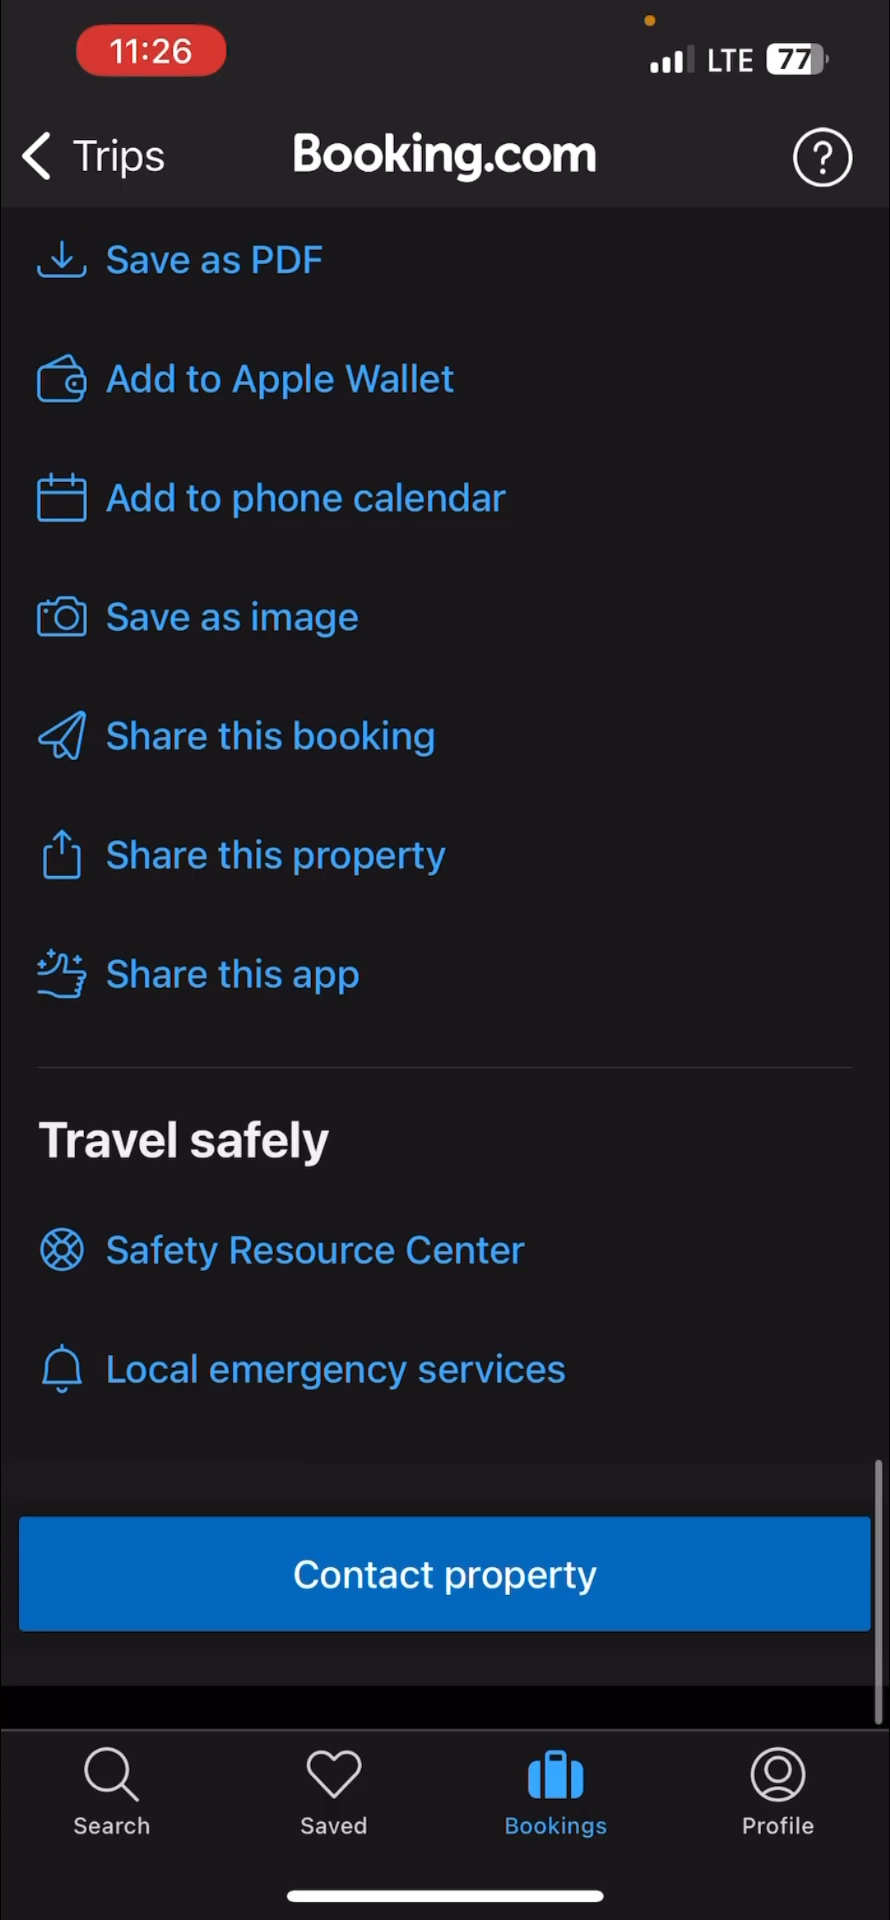 11:26
LTE 77
Trips
Booking.com
?
Save as PDF
Add to Apple Wallet
Add to phone calendar
Save as image
Share this booking
Share this property
Share this app
Travel safely
Safety Resource Center
Local emergency services
Contact property
Search
Saved
Bookings
Profile